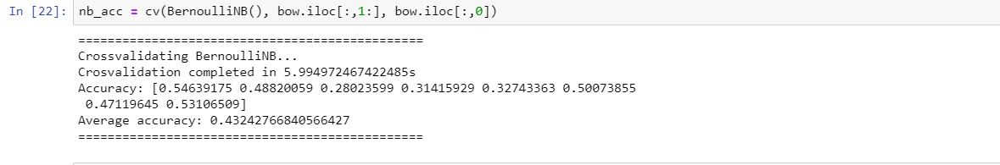 In [22]: nb_acc = cv(BernoulliNB(), bow.iloc[:,1:], bow.iloc[:,0])
===============================================
Crossvalidating BernoulliNB...
Crosvalidation completed in 5.994972467422485s
Accuracy: [0.54639175 0.48820059 0.28023599 0.31415929 0.32743363 0.50073855
 0.47119645 0.53106509]
Average accuracy: 0.43242766840566427
===============================================